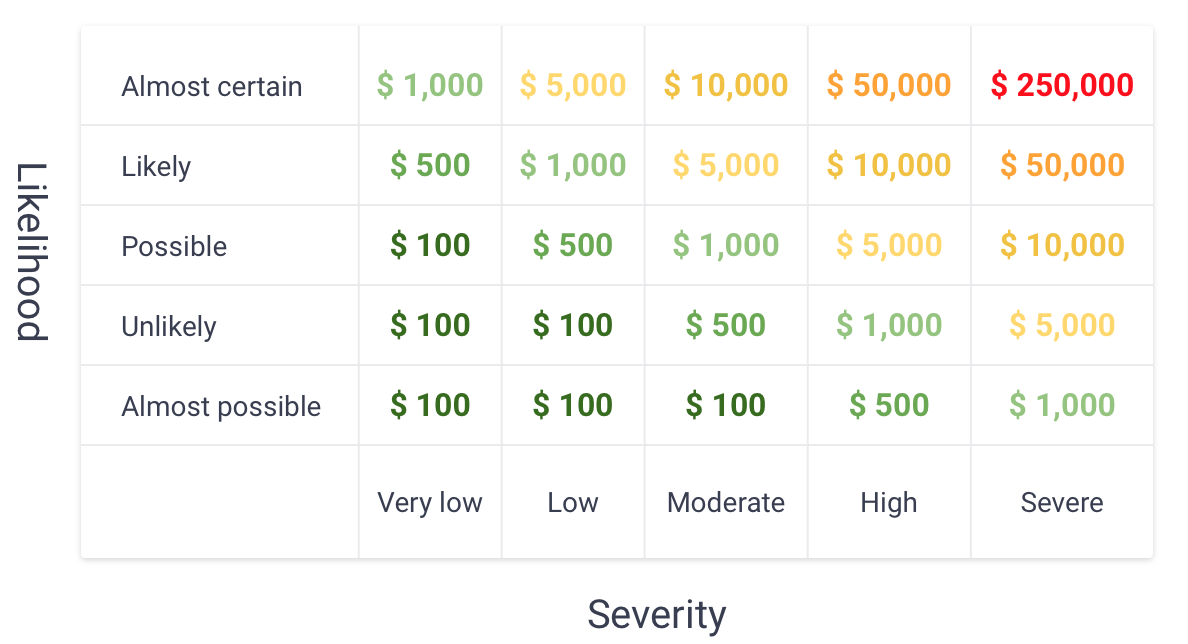 Likelihood
Almost certain $ 1,000 $ 5,000 $ 10,000 $ 50,000 $ 250,000
Likely $ 500 $ 1,000 $ 5,000 $ 10,000 $ 50,000
Possible $ 100 $ 500 $ 1,000 $ 5,000 $ 10,000
Unlikely $ 100 $ 100 $ 500 $ 1,000 $ 5,000
Almost possible $ 100 $ 100 $ 100 $ 500 $ 1,000
Very low Low Moderate High Severe
Severity